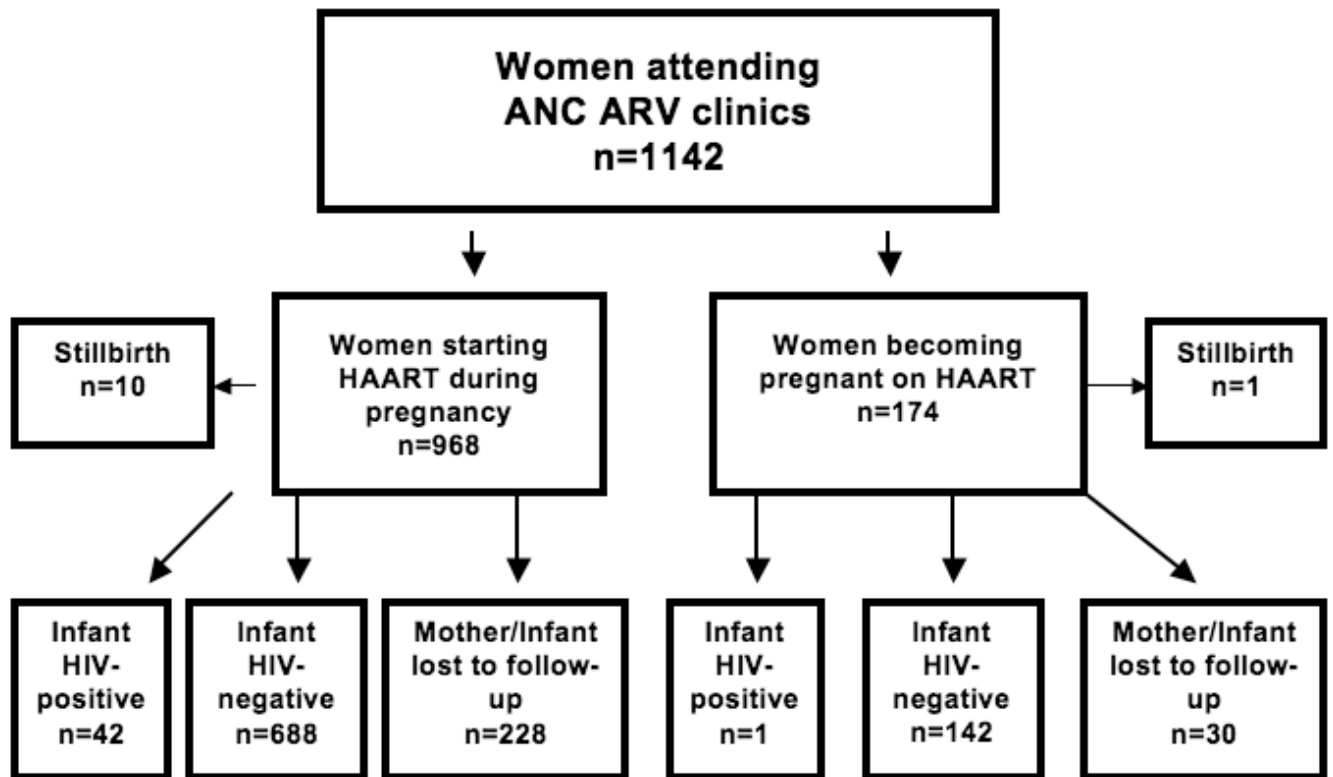 Women attending
ANC ARV clinics
n=1142
Stillbirth
n=10
Women starting
HAART during
pregnancy
n=968
Women becoming
pregnant on HAART
n=174
Stillbirth
n=1
Infant
HIV-
positive
n=42
Infant
HIV-
negative
n=688
Mother/Infant
lost to follow-
up
n=228
Infant
HIV-
positive
n=1
Infant
HIV-
negative
n=142
Mother/Infant
lost to follow-
up
n=30